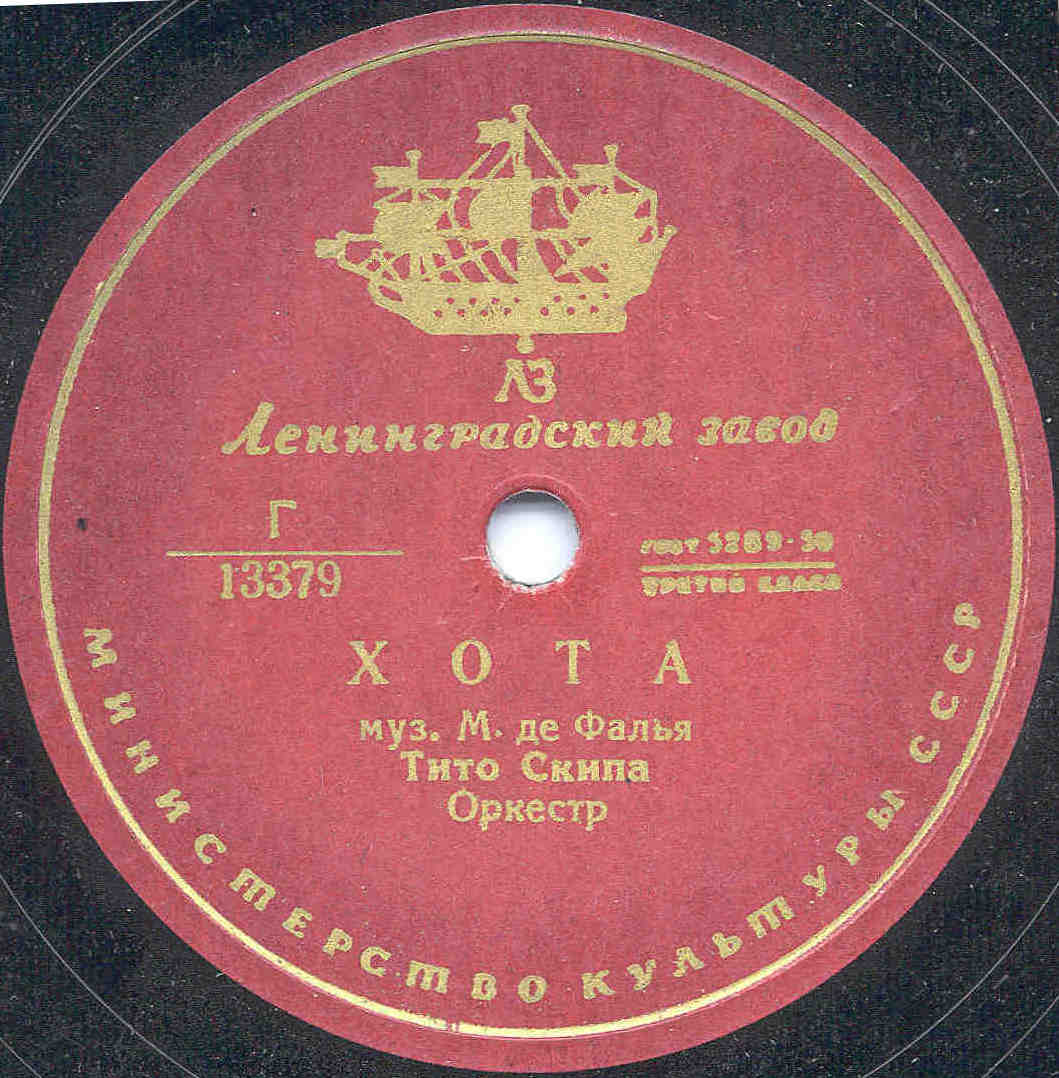 ЛЗ
Ленинградский завод
Г
13379
ГОСТ 5289-50
ТРЕТИЙ КЛАСС
ХОТА
муз. М. де Фалья
Тито Скипа
Оркестр
МИНИСТЕРСТВО КУЛЬТУРЫ СССР